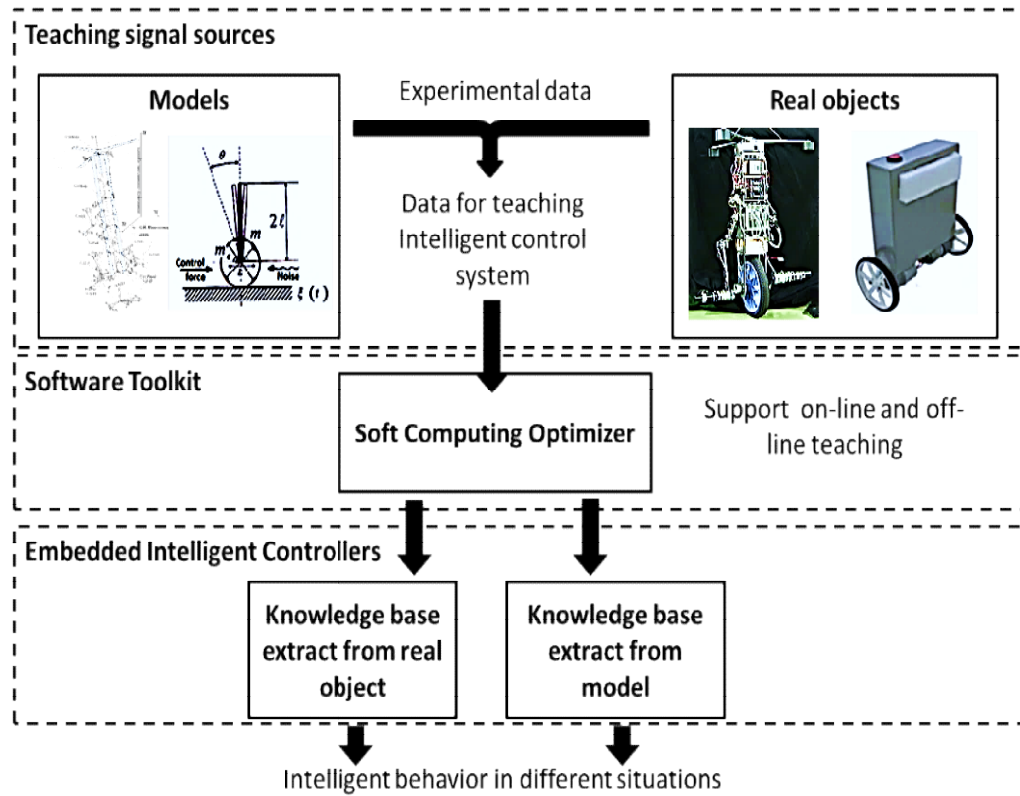 Teaching signal sources
Models
Experimental data
Real objects
θ
2ℓ
m
m
Control
force
Noise
ξ (t)
Data for teaching
Intelligent control
system
Software Toolkit
Soft Computing Optimizer
Support on-line and off-
line teaching
Embedded Intelligent Controllers
Knowledge base
extract from real
object
Knowledge base
extract from
model
Intelligent behavior in different situations